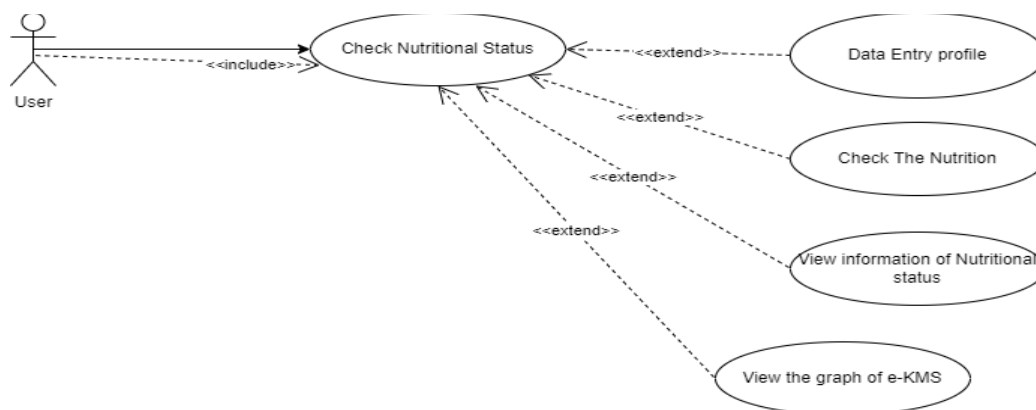 Check Nutritional Status
<<extend>>
Data Entry profile
<<include>>
User
<<extend>>
Check The Nutrition
<<extend>>
<<extend>>
View information of Nutritional
status
View the graph of e-KMS